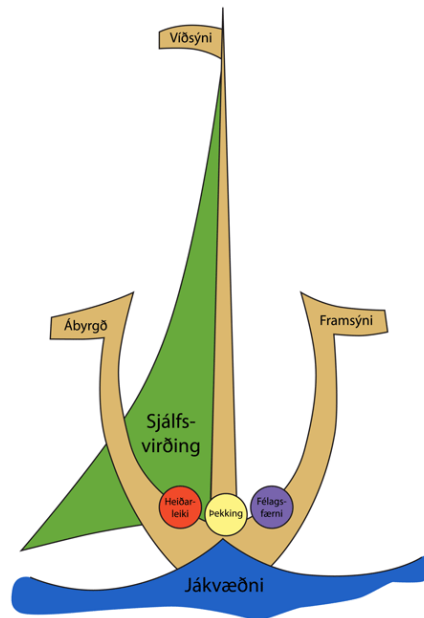 Víðsýni
Ábyrgð
Framsýni
Sjálfs-
virðing
Heiðar-
leiki
Þekking
Félags-
færni
Jákvæðni